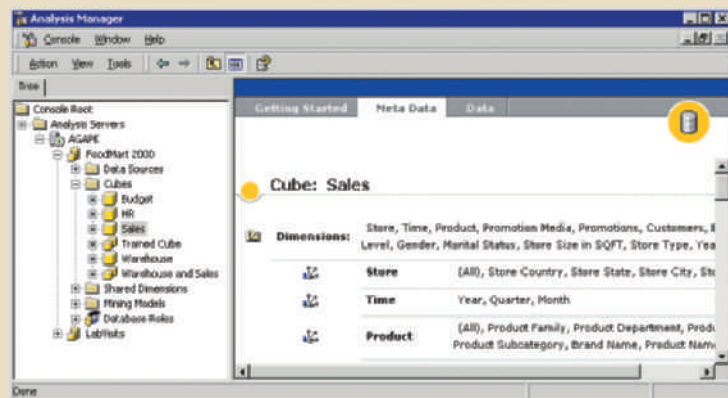 Analysis Manager
Console Window Help
Action View Tools
Tree
Console Root
Analysis Servers
AGAPE
FoodMart 2000
Data Sources
Cubes
Budget
HR
Sales
Trained Cube
Warehouse
Warehouse and Sales
Shared Dimensions
Mining Models
Database Roles
LabVisits
Getting Started Meta Data Data
Cube: Sales
Dimensions: Store, Time, Product, Promotion Media, Promotions, Customers,
Level, Gender, Marital Status, Store Size in SQFT, Store Type, Yea
Store (All), Store Country, Store State, Store City, Sto
Time Year, Quarter, Month
Product (All), Product Family, Product Department, Produ
Product Subcategory, Brand Name, Product Name
Done